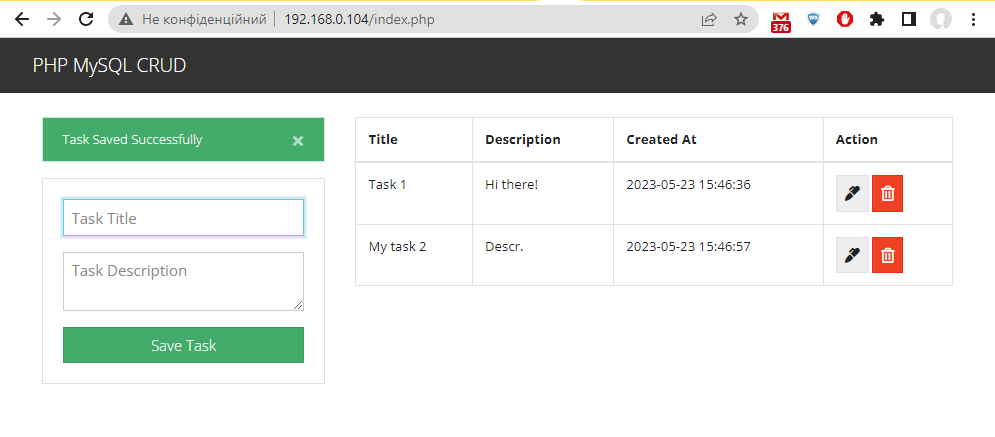 Не конфіденційний | 192.168.0.104/index.php
376
PHP MySQL CRUD
Task Saved Successfully ×
Task Title
Task Description
Save Task
Title Description Created At Action
Task 1 Hi there! 2023-05-23 15:46:36
My task 2 Descr. 2023-05-23 15:46:57